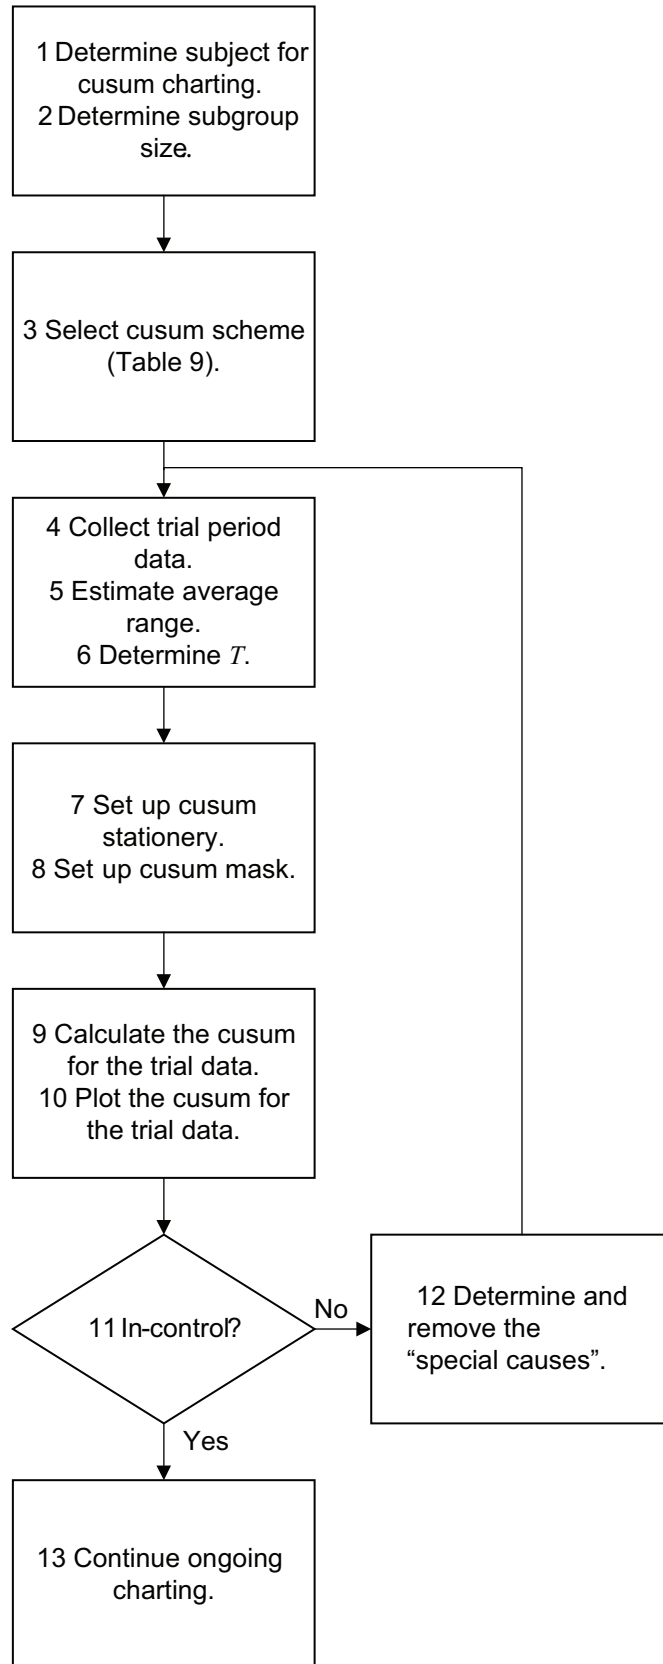 1 Determine subject for
cusum charting.
2 Determine subgroup
size.
3 Select cusum scheme
(Table 9).
4 Collect trial period
data.
5 Estimate average
range.
6 Determine T.
7 Set up cusum
stationery.
8 Set up cusum mask.
9 Calculate the cusum
for the trial data.
10 Plot the cusum for
the trial data.
11 In-control?
No
12 Determine and
remove the
“special causes”.
Yes
13 Continue ongoing
charting.